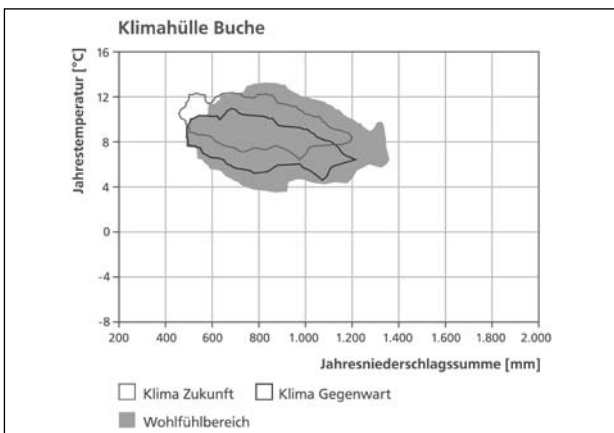 Klimahülle Buche
Jahrestemperatur [°C]
16
12
8
4
0
-4
-8
200 400 600 800 1.000 1.200 1.400 1.600 1.800 2.000
Jahresniederschlagssumme [mm]
Klima Zukunft Klima Gegenwart
Wohlfühlbereich